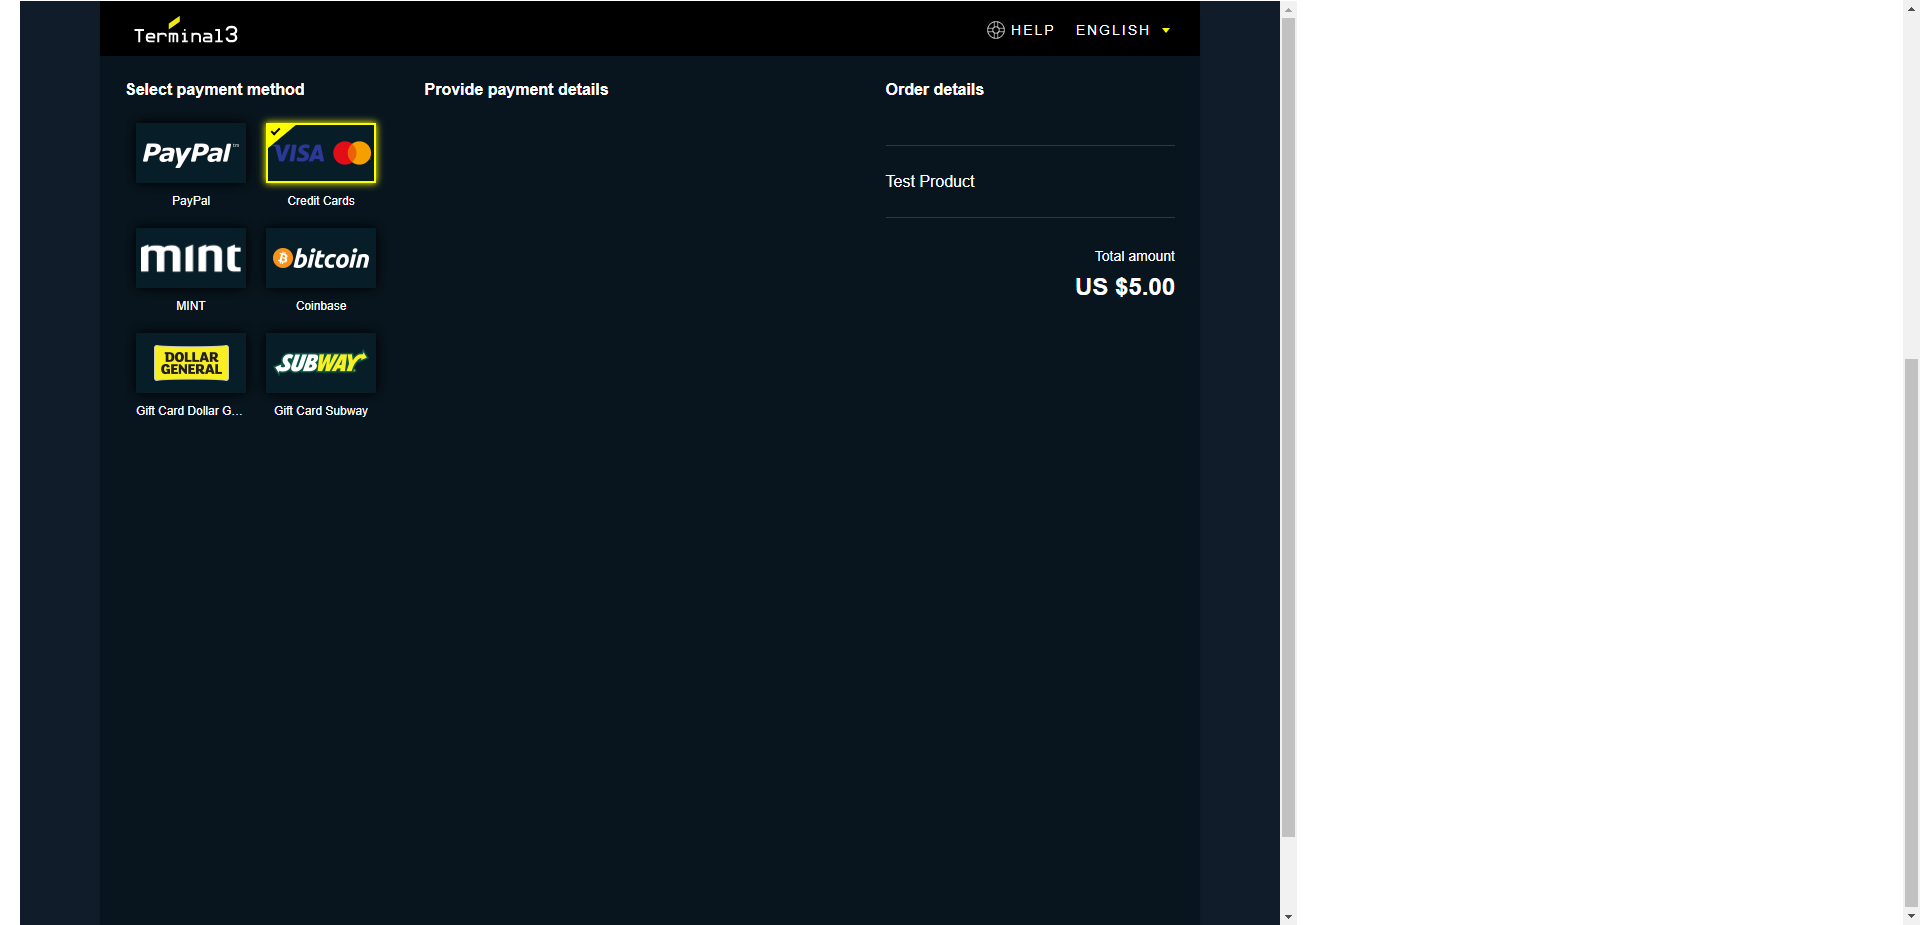 Terminal3
HELP
ENGLISH
Select payment method
Provide payment details
Order details
PayPal™
VISA
PayPal
Credit Cards
Test Product
mint
bitcoin
MINT
Coinbase
Total amount
US $5.00
DOLLAR
GENERAL
SUBWAY
Gift Card Dollar G...
Gift Card Subway